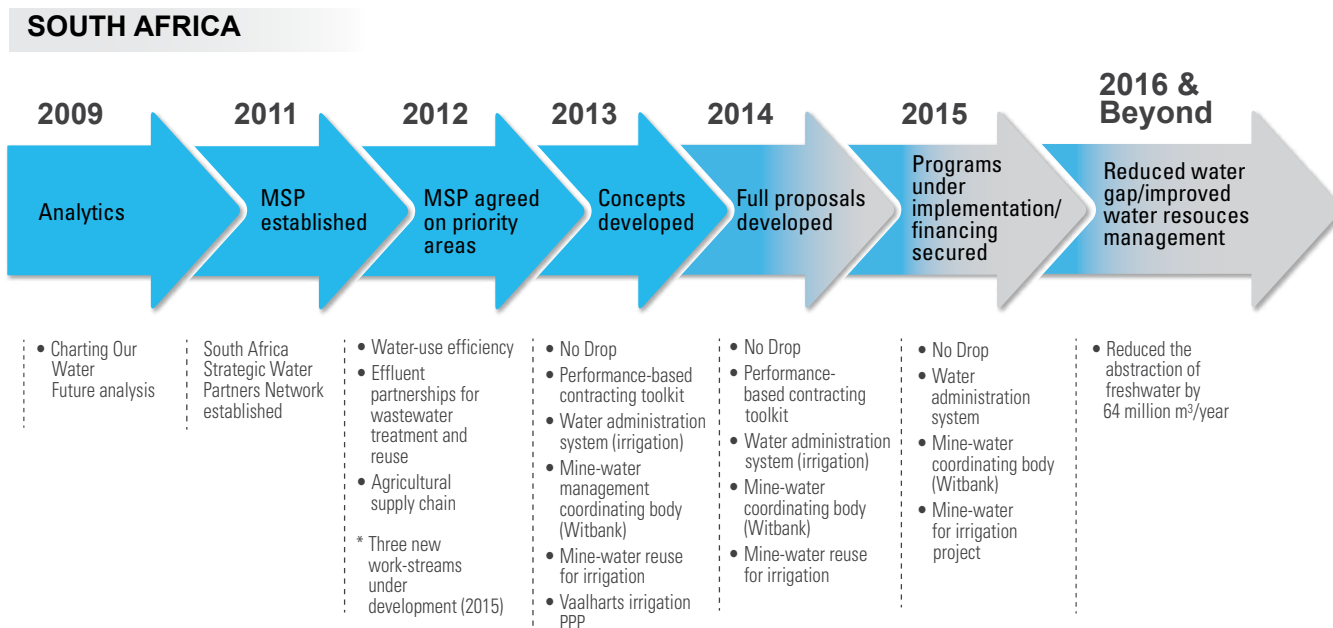 SOUTH AFRICA
2009
2011
2012
2013
2014
2015
2016 &
Beyond
Analytics
MSP
established
MSP agreed
on priority
areas
Concepts
developed
Full proposals
developed
Programs
under
implementation/
financing
secured
Reduced water
gap/improved
water resouces
management
• Charting Our
Water
Future analysis
South Africa
Strategic Water
Partners Network
established
• Water-use efficiency
• Effluent
partnerships for
wastewater
treatment and
reuse
• Agricultural
supply chain
* Three new
work-streams
under
development (2015)
• No Drop
• Performance-based
contracting toolkit
• Water administration
system (irrigation)
• Mine-water
management
coordinating body
(Witbank)
• Mine-water reuse
for irrigation
• Vaalharts irrigation
PPP
• No Drop
• Performance-
based contracting
toolkit
• Water administration
system (irrigation)
• Mine-water
coordinating body
(Witbank)
• Mine-water reuse
for irrigation
• No Drop
• Water
administration
system
• Mine-water
coordinating body
(Witbank)
• Mine-water
for irrigation
project
• Reduced the
abstraction of
freshwater by
64 million m³/year